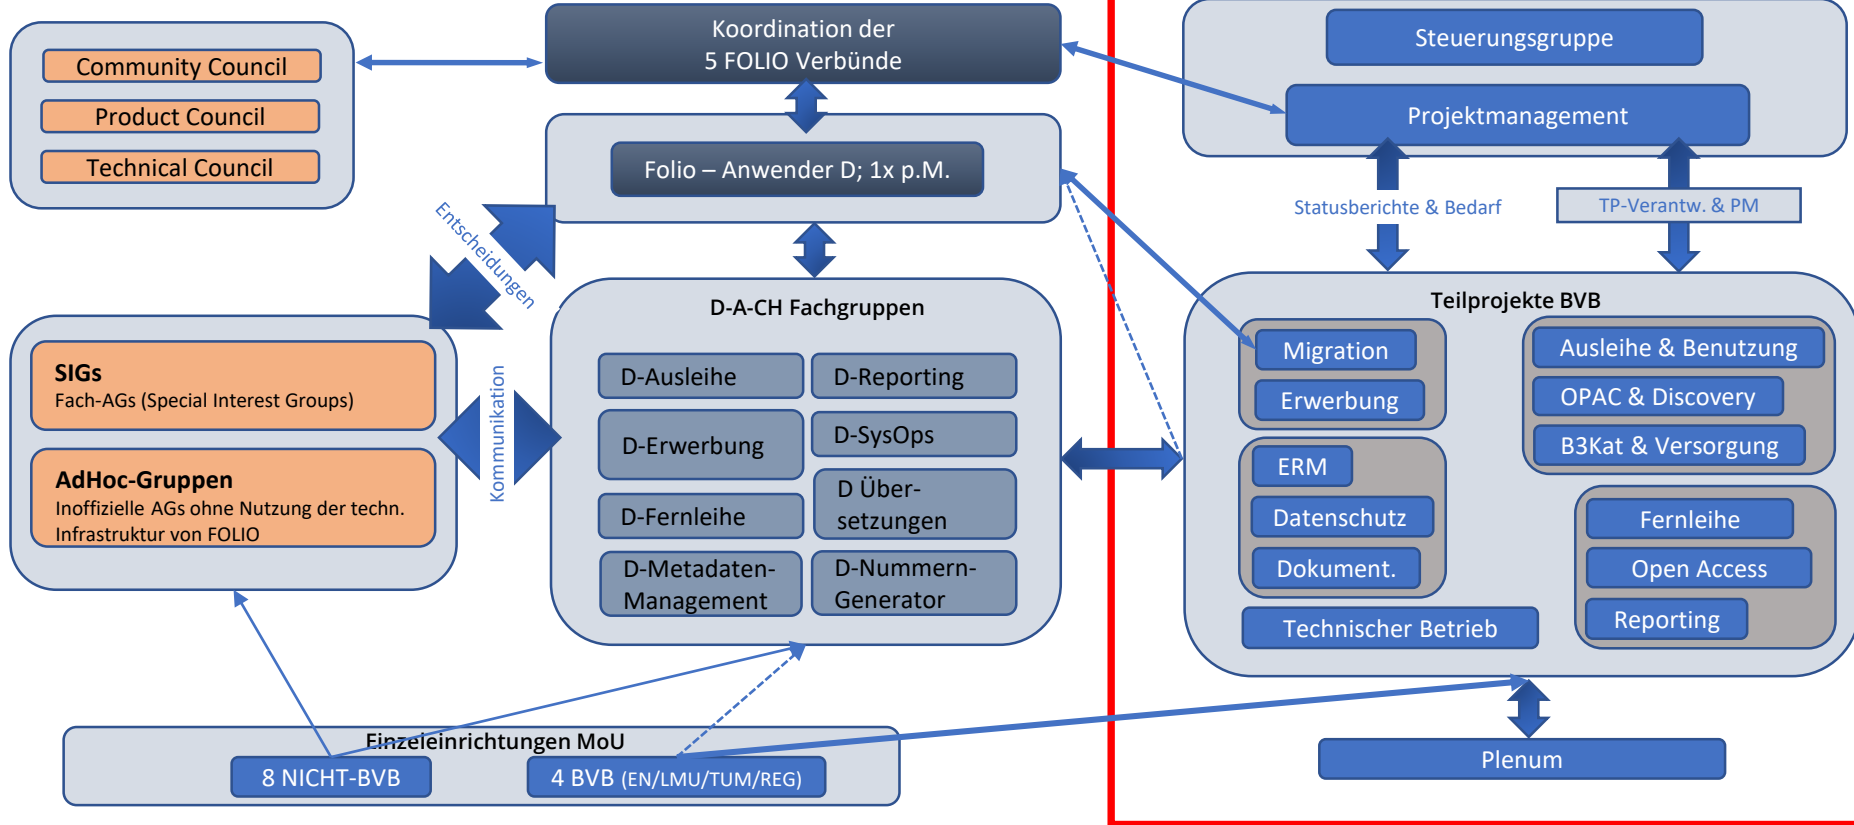 Community Council
Product Council
Technical Council
Koordination der
5 FOLIO Verbünde
Folio – Anwender D; 1x p.M.
Steuerungsgruppe
Projektmanagement
Statusberichte & Bedarf
TP-Verantw. & PM
Entscheidungen
Kommunikation
SIGs
Fach-AGs (Special Interest Groups)
AdHoc-Gruppen
Inoffizielle AGs ohne Nutzung der techn.
Infrastruktur von FOLIO
D-A-CH Fachgruppen
D-Ausleihe
D-Reporting
D-Erwerbung
D-SysOps
D-Fernleihe
D Über-
setzungen
D-Metadaten-
Management
D-Nummern-
Generator
Teilprojekte BVB
Migration
Erwerbung
Ausleihe & Benutzung
OPAC & Discovery
B3Kat & Versorgung
ERM
Datenschutz
Dokument.
Fernleihe
Open Access
Reporting
Technischer Betrieb
Einzeleinrichtungen MoU
8 NICHT-BVB
4 BVB (EN/LMU/TUM/REG)
Plenum